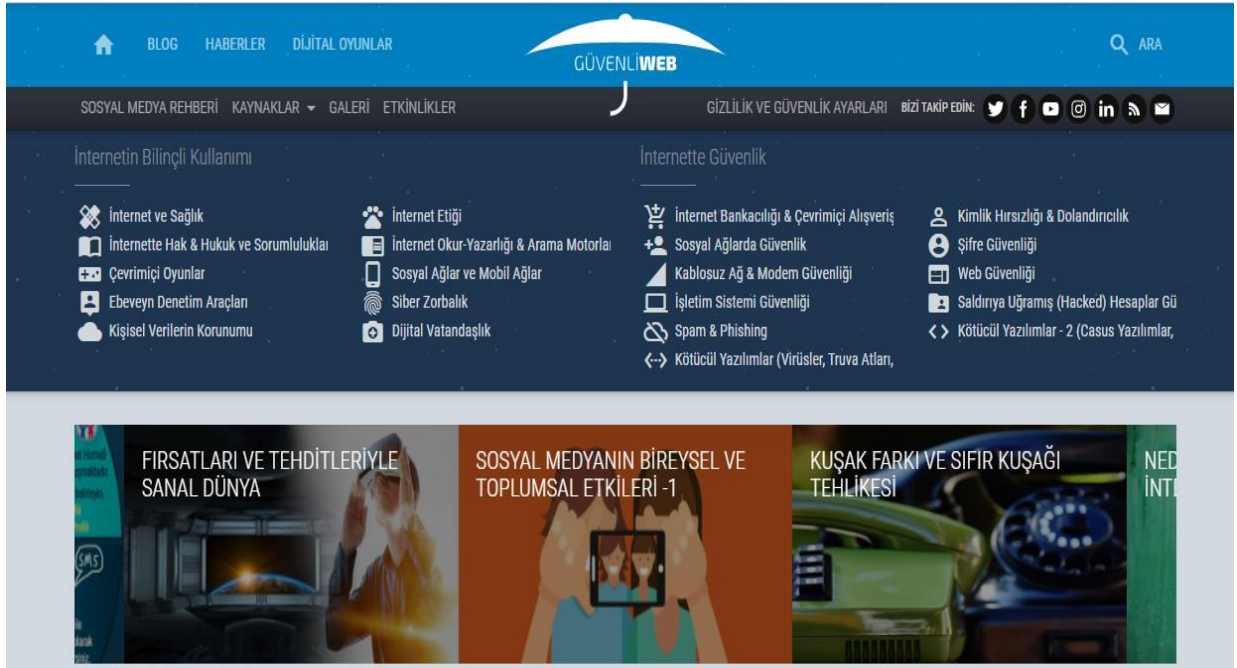 BLOG HABERLER DİJİTAL OYUNLAR
GÜVENLİWEB
ARA
SOSYAL MEDYA REHBERİ KAYNAKLAR GALERİ ETKİNLİKLER
GİZLİLİK VE GÜVENLİK AYARLARI BİZİ TAKİP EDİN:
İnternetin Bilinçli Kullanımı
İnternet ve Sağlık
İnternette Hak & Hukuk ve Sorumluluklaı
Çevrimiçi Oyunlar
Ebeveyn Denetim Araçları
Kişisel Verilerin Korunumu
İnternet Etiği
İnternet Okur-Yazarlığı & Arama Motorlaı
Sosyal Ağlar ve Mobil Ağlar
Siber Zorbalık
Dijital Vatandaşlık
İnternette Güvenlik
İnternet Bankacılığı & Çevrimiçi Alışveriş
Sosyal Ağlarda Güvenlik
Kablosuz Ağ & Modem Güvenliği
İşletim Sistemi Güvenliği
Spam & Phishing
Kötücül Yazılımlar (Virüsler, Truva Atları,
Kimlik Hırsızlığı & Dolandırıcılık
Şifre Güvenliği
Web Güvenliği
Saldırıya Uğramış (Hacked) Hesaplar Gü
Kötücül Yazılımlar - 2 (Casus Yazılımlar,
SMS
FIRSATLARI VE TEHDİTLERİYLE
SANAL DÜNYA
SOSYAL MEDYANIN BİREYSEL VE
TOPLUMSAL ETKİLERİ -1
KUŞAK FARKI VE SIFIR KUŞAĞI
TEHLİKESİ
NED
İNTE